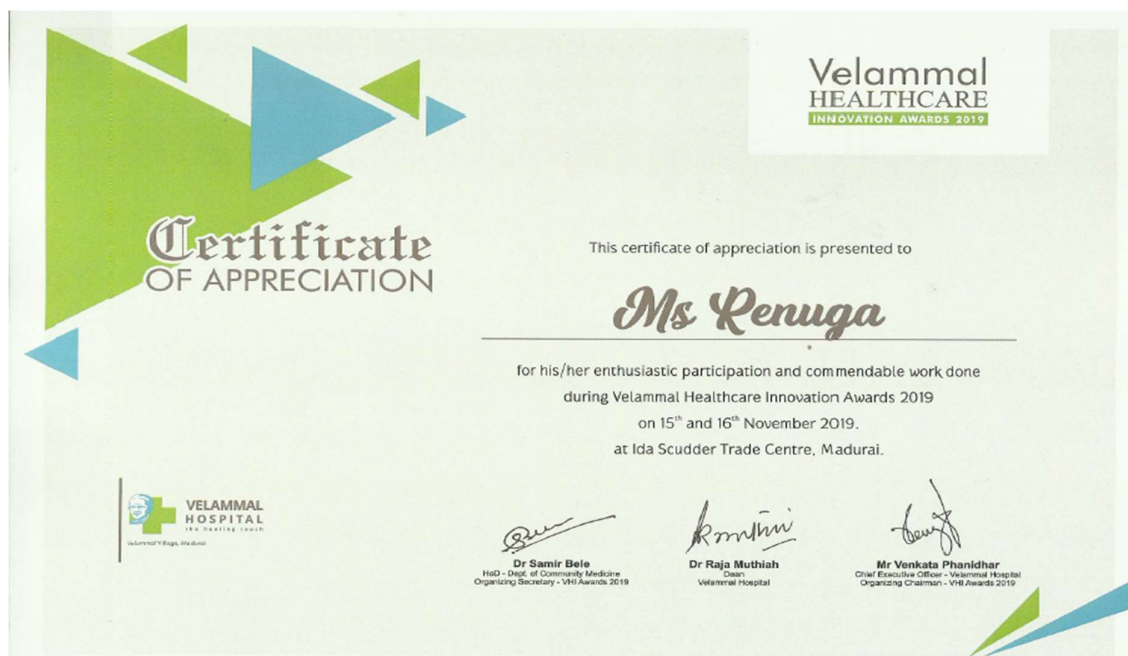 Velammal
HEALTHCARE
INNOVATION AWARDS 2019
Certificate
OF APPRECIATION
This certificate of appreciation is presented to
Ms Renuga
for his/her enthusiastic participation and commendable work done
during Velammal Healthcare Innovation Awards 2019
on 15th and 16th November 2019.
at Ida Scudder Trade Centre, Madurai.
VELAMMAL
HOSPITAL
the healing touch
Velammal Village, Madurai
Dr Samir Bele
HoD - Dept. of Community Medicine
Organizing Secretary - VHI Awards 2019
Dr Raja Muthiah
Dean
Velammal Hospital
Mr Venkata Phanidhar
Chief Executive Officer - Velammal Hospital
Organizing Chairman - VHI Awards 2019